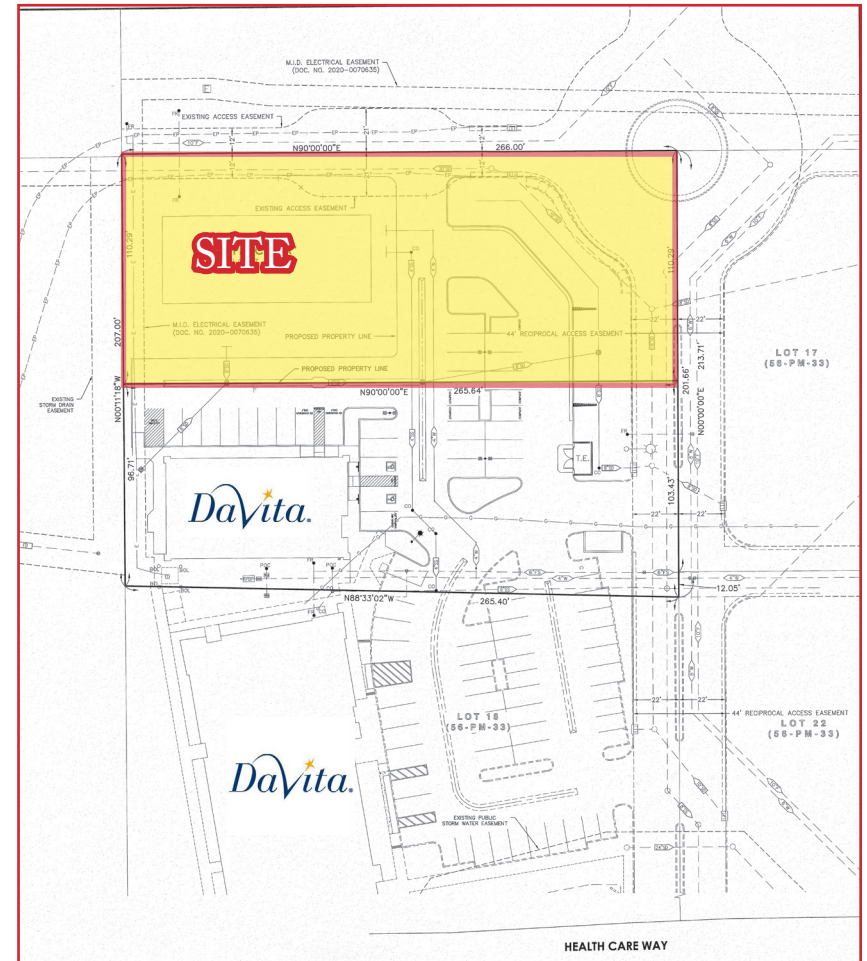 M.I.D. ELECTRICAL EASEMENT
(DOC. NO. 2020-0070635)
EXISTING ACCESS EASEMENT
N90°00'00"E
266.00'
EXISTING ACCESS EASEMENT
SITE
110.29'
110.29'
M.I.D. ELECTRICAL EASEMENT
(DOC. NO. 2020-0070635)
PROPOSED PROPERTY LINE
44' RECIPROCAL ACCESS EASEMENT
22'
22'
207.00'
N00°11'18"W
PROPOSED PROPERTY LINE
N90°00'00"E
265.64'
201.66'
213.71'
N00°00'00"E
LOT 17
(56-PM-33)
EXISTING
STORM DRAIN
EASEMENT
96.71'
DaVita.
T.E.
103.43'
22'
22'
N88°33'02"W
265.40'
12.05'
22'
22'
44' RECIPROCAL ACCESS EASEMENT
LOT 18
(56-PM-33)
LOT 22
(56-PM-33)
DaVita.
EXISTING PUBLIC
STORM WATER EASEMENT
HEALTH CARE WAY